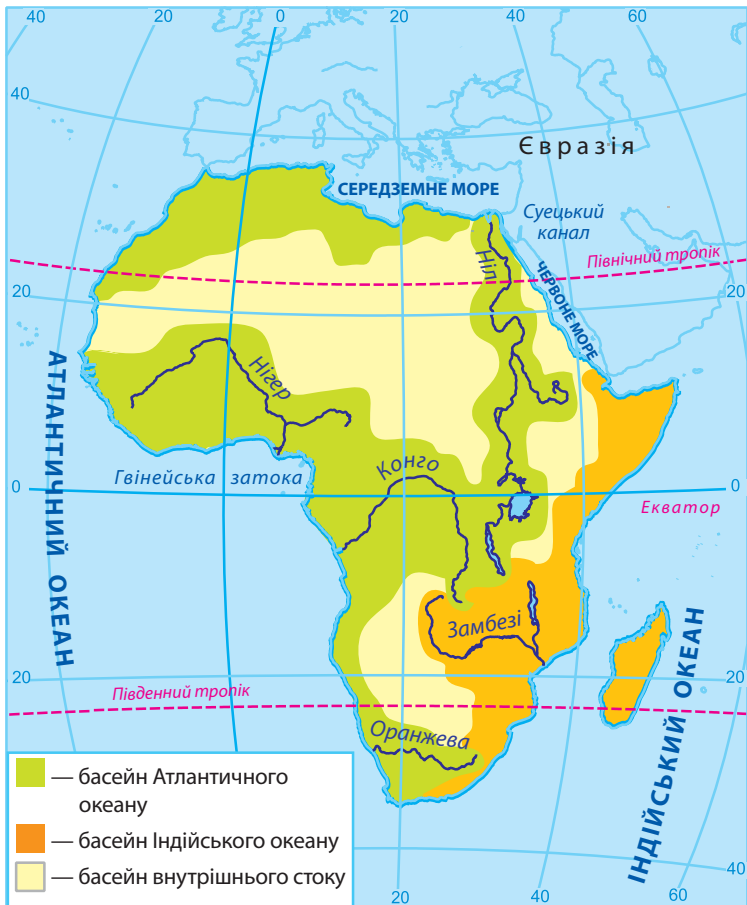 40
20
0
20
40
60
40
Євразія
СЕРЕДЗЕМНЕ МОРЕ
Суецький
канал
Північний тропік
Ніл
ЧЕРВОНЕ МОРЕ
20
20
АТЛАНТИЧНИЙ ОКЕАН
Нігер
Конго
Гвінейська затока
0
0
Екватор
Замбезі
ІНДІЙСЬКИЙ ОКЕАН
20
20
Південний тропік
Оранжева
— басейн Атлантичного
океану
— басейн Індійського океану
— басейн внутрішнього стоку
40
20
40
60